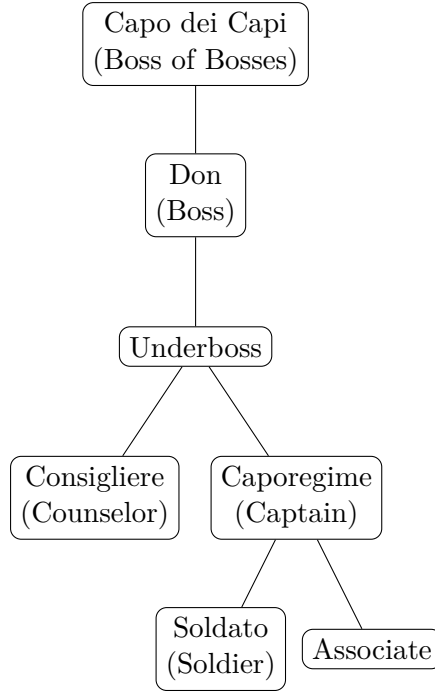 Capo dei Capi
(Boss of Bosses)
Don
(Boss)
Underboss
Consigliere
(Counselor)
Caporegime
(Captain)
Soldato
(Soldier)
Associate